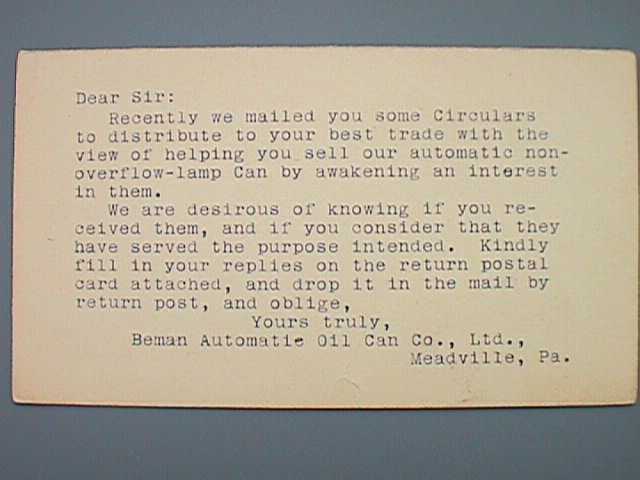 Dear Sir:
Recently we mailed you some Circulars
to distribute to your best trade with the
view of helping you sell our automatic non-
overflow-lamp Can by awakening an interest
in them.
We are desirous of knowing if you re-
ceived them, and if you consider that they
have served the purpose intended. Kindly
fill in your replies on the return postal
card attached, and drop it in the mail by
return post, and oblige,
Yours truly,
Beman Automatic Oil Can Co., Ltd.,
Meadville, Pa.